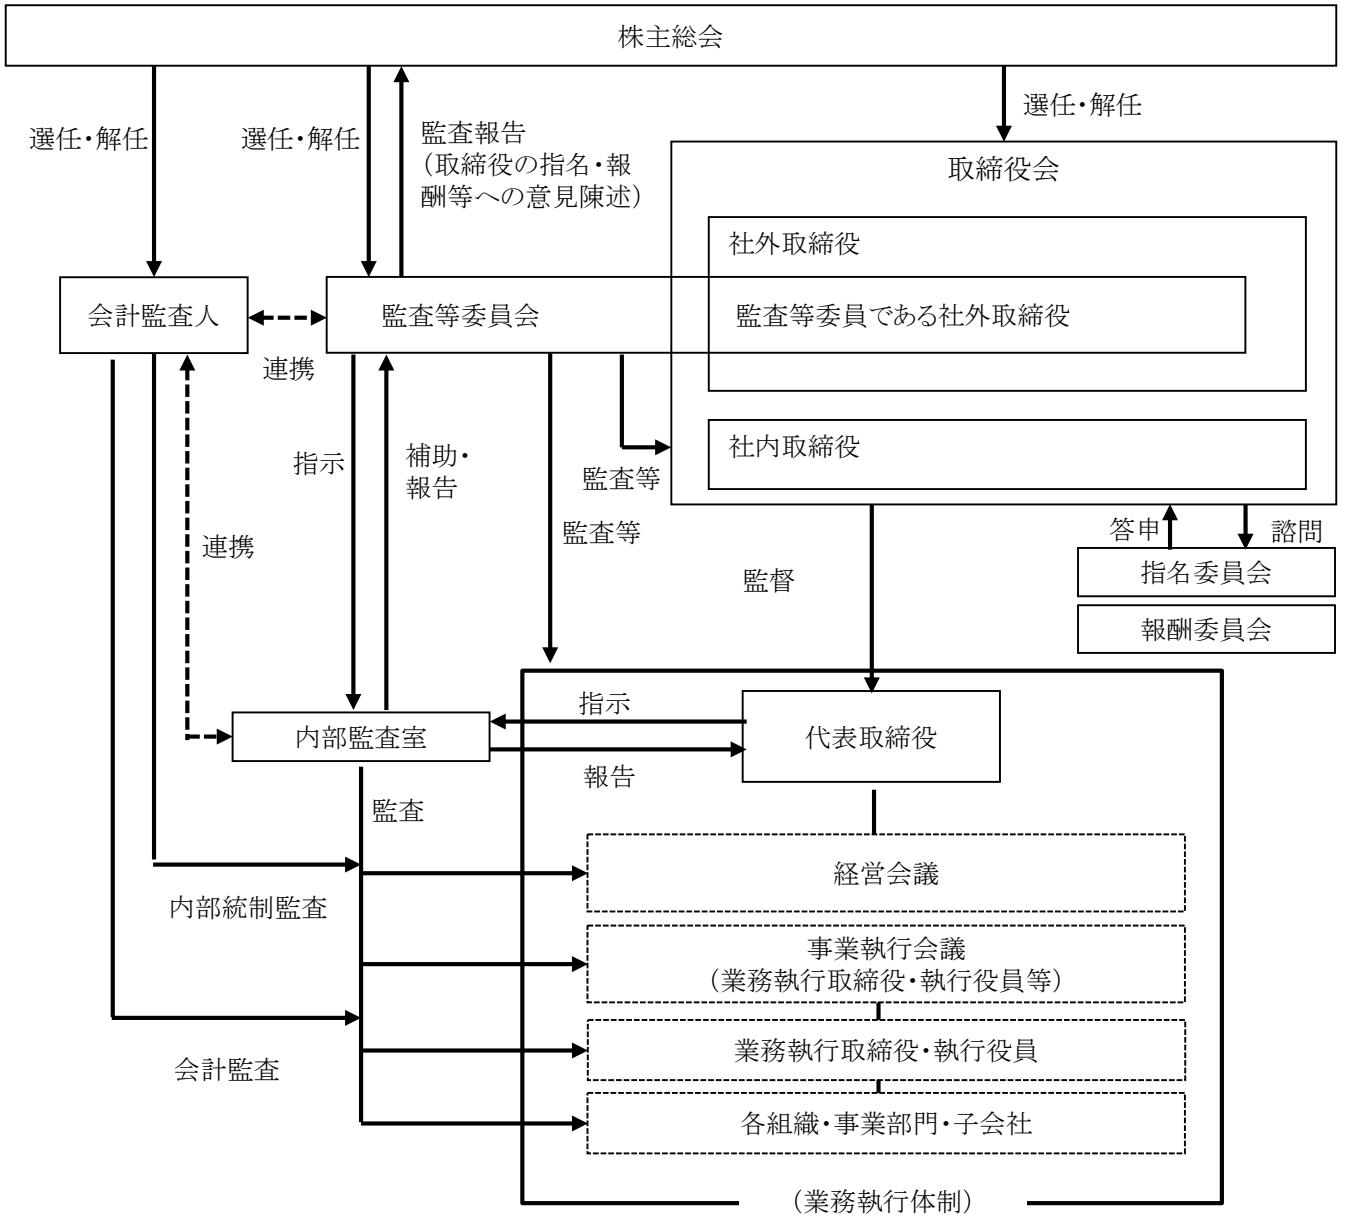 株主総会
選任・解任
選任・解任
監査報告
（取締役の指名・報
酬等への意見陳述）
選任・解任
取締役会
社外取締役
会計監査人
監査等委員会
監査等委員である社外取締役
連携
社内取締役
指示
補助・
報告
監査等
監査等
連携
答申
諮問
監督
指名委員会
報酬委員会
指示
内部監査室
代表取締役
報告
監査
経営会議
内部統制監査
事業執行会議
（業務執行取締役・執行役員等）
業務執行取締役・執行役員
会計監査
各組織・事業部門・子会社
（業務執行体制）